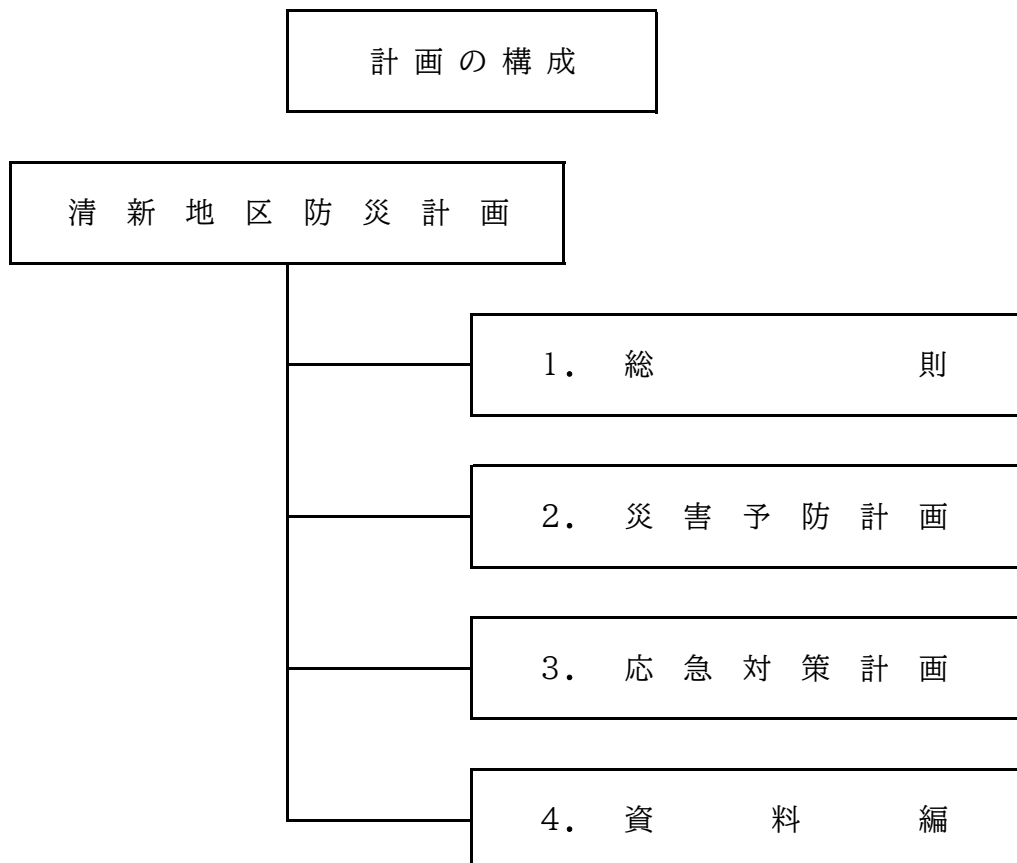 計画の構成
清新地区防災計画
1. 総則
2. 災害予防計画
3. 応急対策計画
4. 資料編